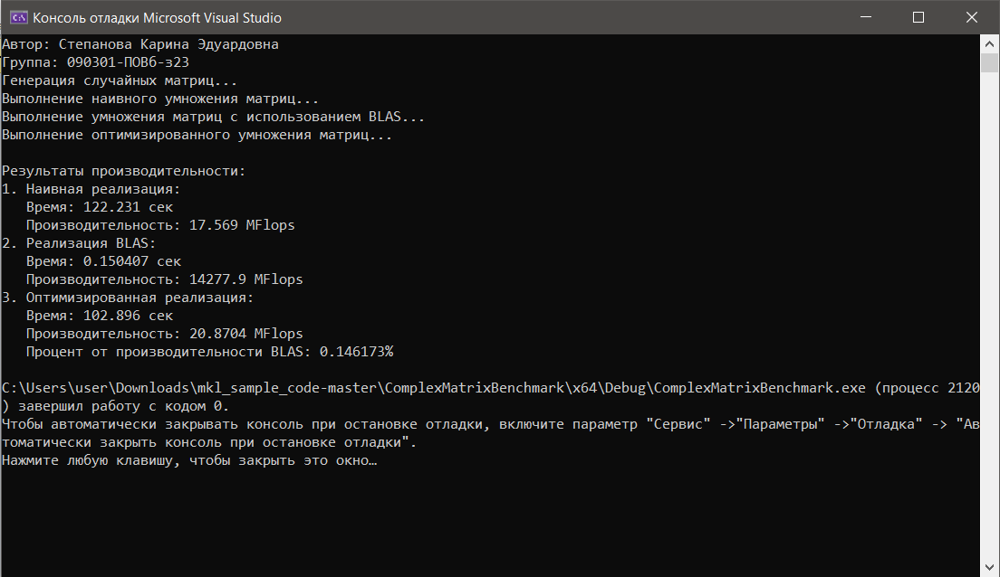 Консоль отладки Microsoft Visual Studio
Автор: Степанова Карина Эдуардовна
Группа: 090301-ПОВб-з23
Генерация случайных матриц...
Выполнение наивного умножения матриц...
Выполнение умножения матриц с использованием BLAS...
Выполнение оптимизированного умножения матриц...
Результаты производительности:
1. Наивная реализация:
Время: 122.231 сек
Производительность: 17.569 MFlops
2. Реализация BLAS:
Время: 0.150407 сек
Производительность: 14277.9 MFlops
3. Оптимизированная реализация:
Время: 102.896 сек
Производительность: 20.8704 MFlops
Процент от производительности BLAS: 0.146173%
C:\Users\user\Downloads\mkl_sample_code-master\ComplexMatrixBenchmark\x64\Debug\ComplexMatrixBenchmark.exe (процесс 2120
) завершил работу с кодом 0.
Чтобы автоматически закрывать консоль при остановке отладки, включите параметр "Сервис" ->"Параметры" ->"Отладка" -> "Ав
томатически закрыть консоль при остановке отладки".
Нажмите любую клавишу, чтобы закрыть это окно…